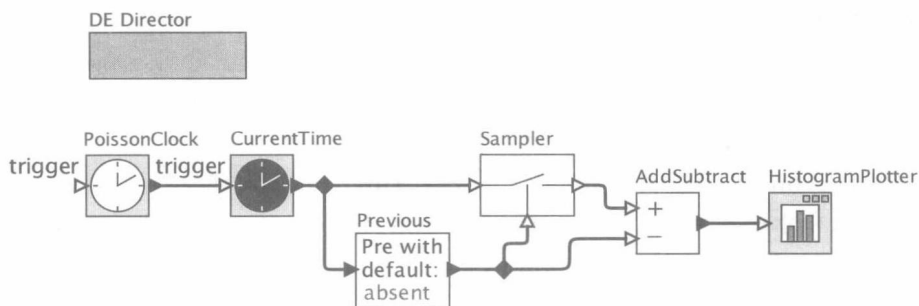 DE Director
PoissonClock
CurrentTime
Sampler
trigger
trigger
AddSubtract
HistogramPlotter
+
−
Previous
Pre with
default:
absent